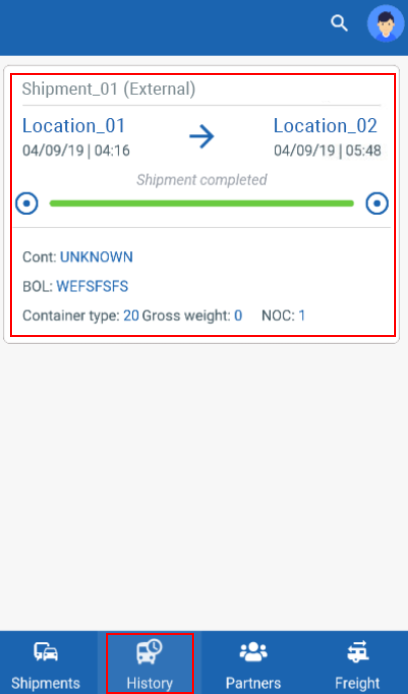 Shipment_01 (External)
Location_01 Location_02
04/09/19 | 04:16 04/09/19 | 05:48
Shipment completed
Cont: UNKNOWN
BOL: WEFSFSFS
Container type: 20 Gross weight: 0 NOC: 1
Shipments History Partners Freight